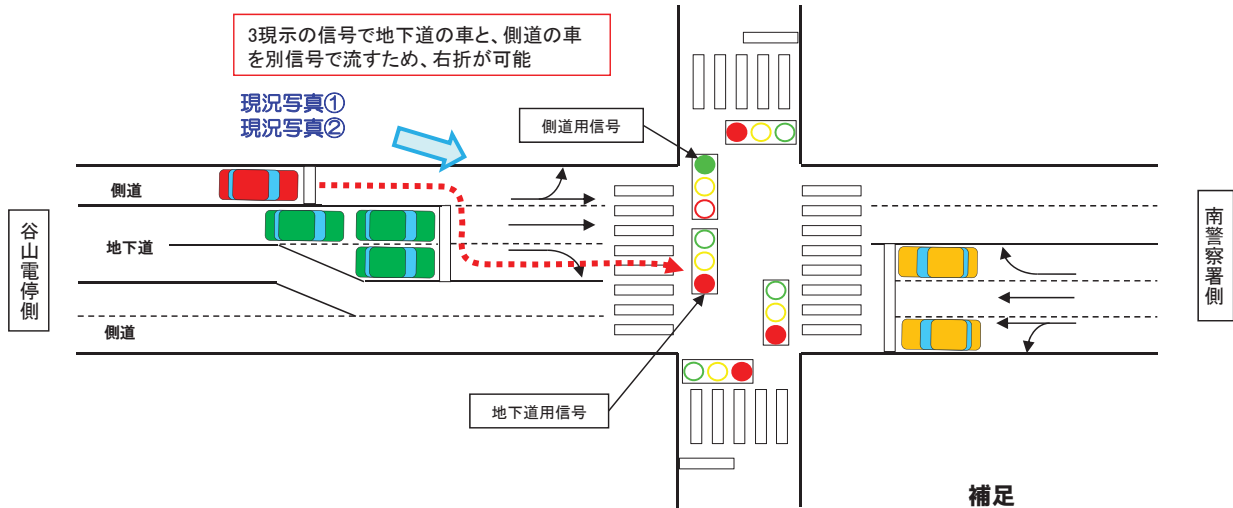 3現示の信号で地下道の車と、側道の車
を別信号で流すため、右折が可能
現況写真①
現況写真②
側道用信号
側道
地下道
側道
谷山電停側
南警察署側
地下道用信号
補足